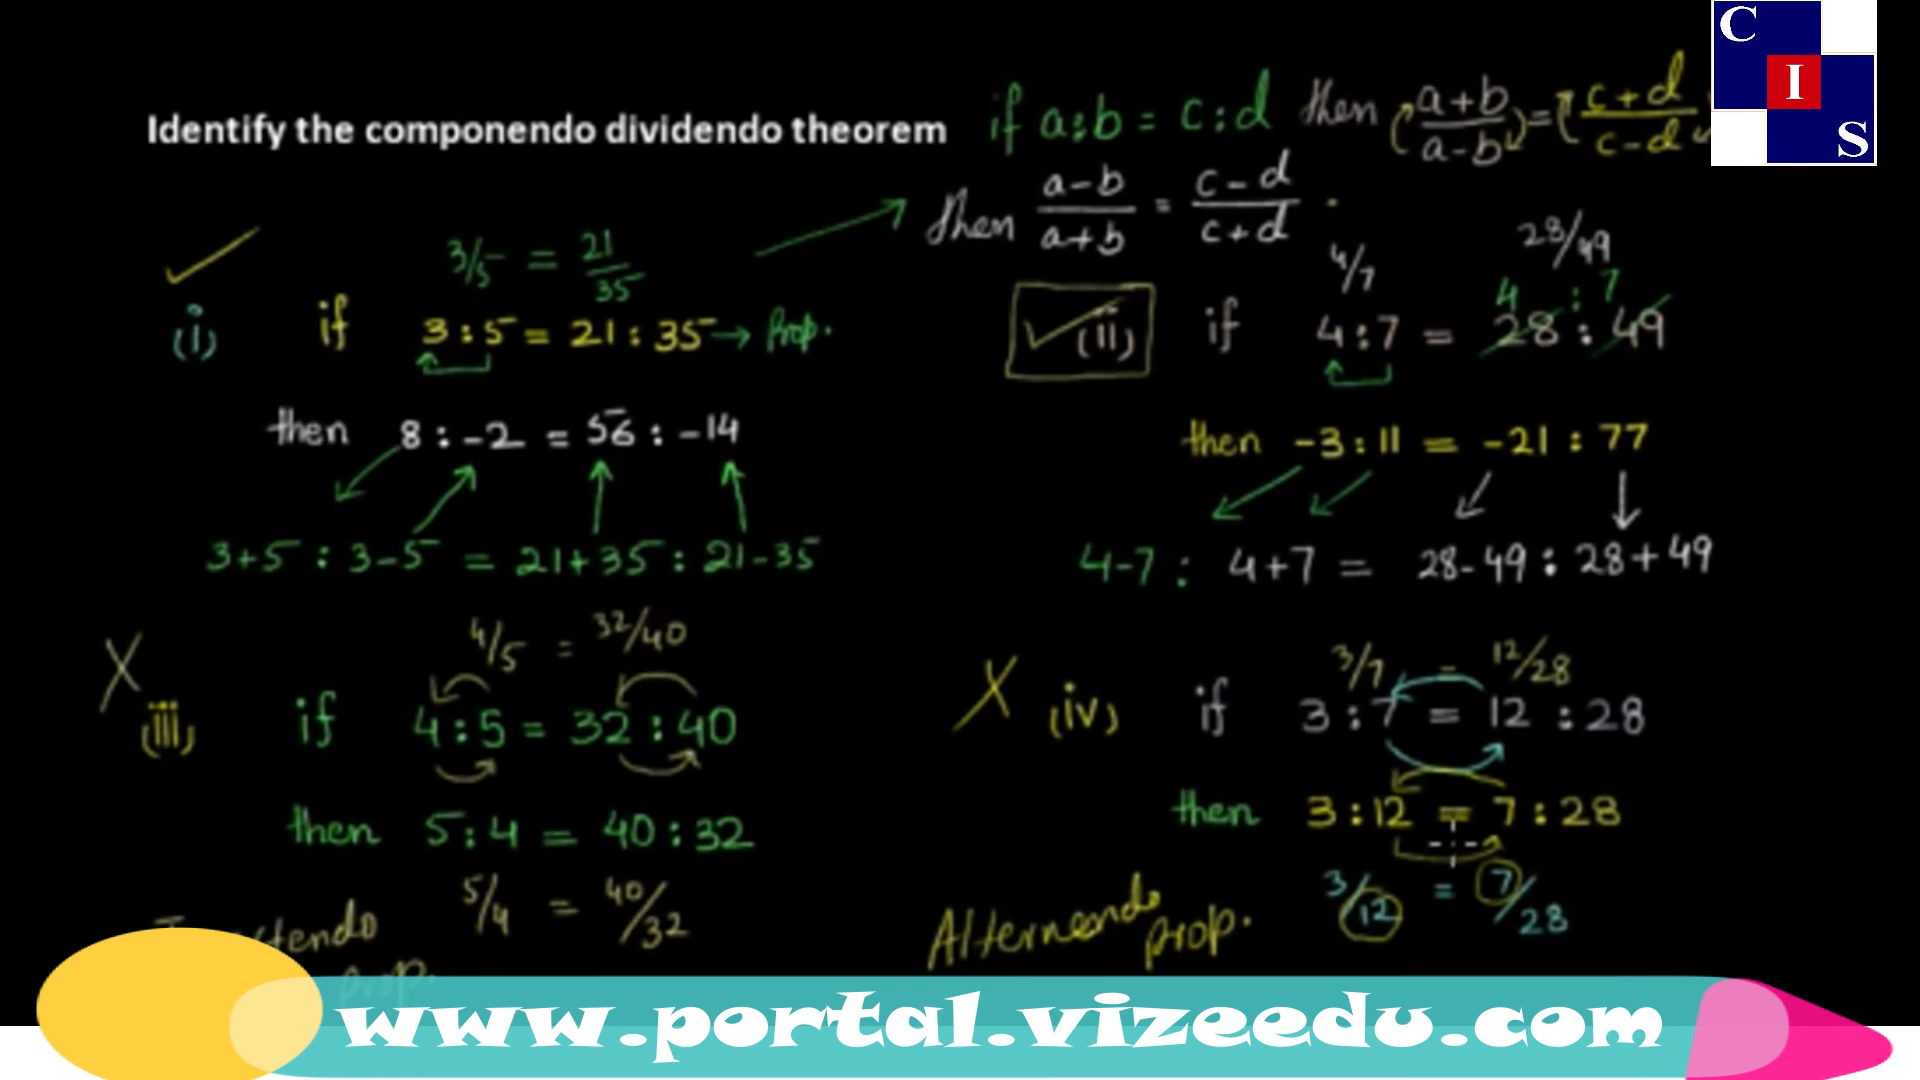 C
I
S
Identify the componendo dividendo theorem
if a:b = c:d then a+b/a-b = c+d/c-d
then a-b/a+b = c-d/c+d
3/5 = 21/35
(i) if 3:5 = 21:35 → Prop.
then 8:-2 = 56:-14
3+5 : 3-5 = 21+35 : 21-35
4/7 28/49
4 : 7
(ii) if 4:7 = 28:49
then -3:11 = -21:77
4-7 : 4+7 = 28-49 : 28+49
4/5 = 32/40
(iii) if 4:5 = 32:40
then 5:4 = 40:32
5/4 = 40/32
prop.
3/7 = 12/28
(iv) if 3:7 = 12:28
then 3:12 = 7:28
3/12 = 7/28
Alternendo prop.
www.portal.vizeedu.com